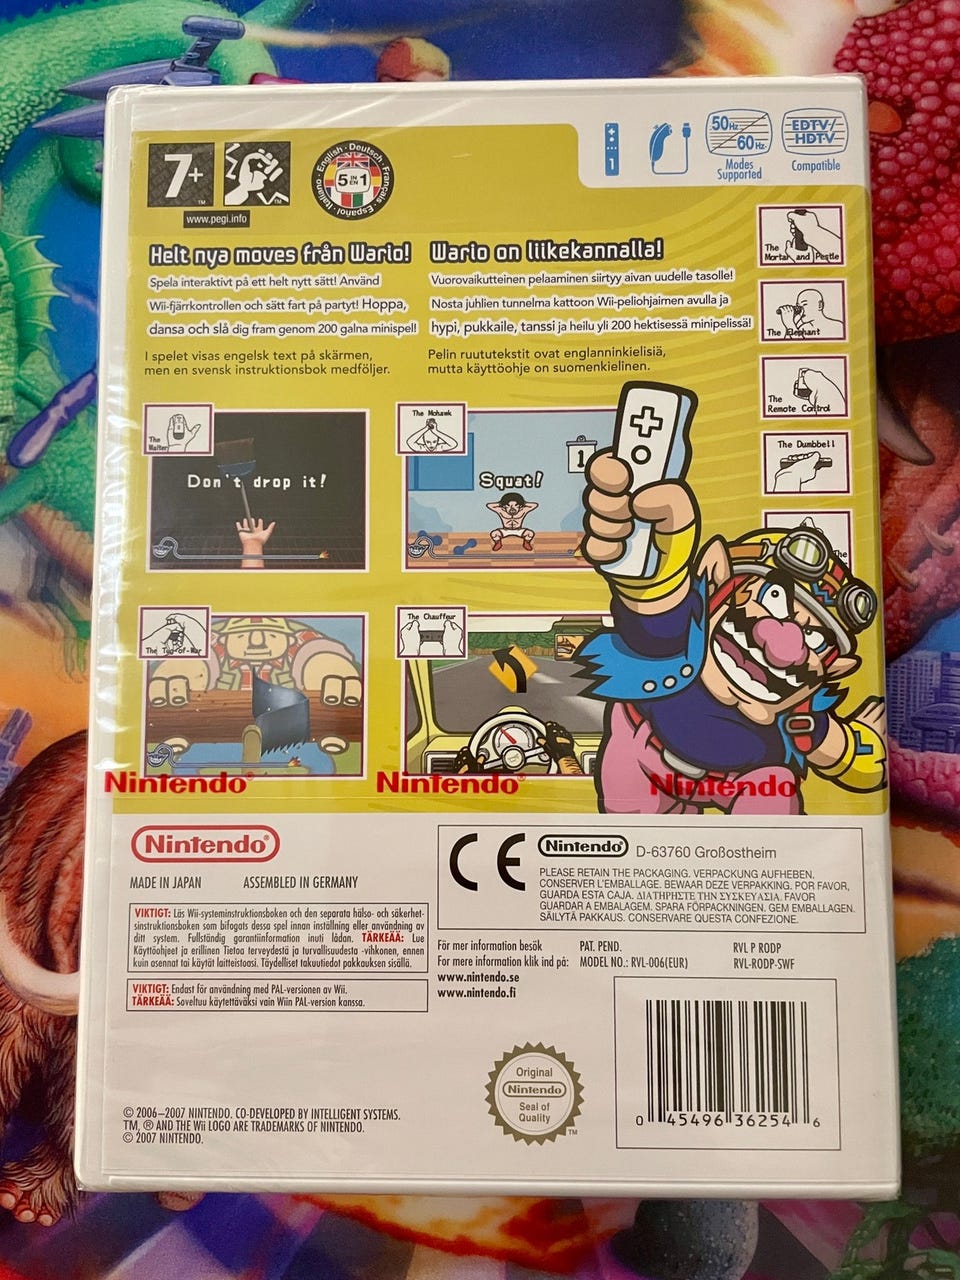 7+
TM
TM
www.pegi.info
English · Deutsch · Français · Español · Italiano
5 IN EN 1
1
50Hz
60Hz
Modes
Supported
EDTV/
HDTV
Compatible
Helt nya moves från Wario!
Spela interaktivt på ett helt nytt sätt! Använd
Wii-fjärrkontrollen och sätt fart på partyt! Hoppa,
dansa och slå dig fram genom 200 galna minispel!
I spelet visas engelsk text på skärmen,
men en svensk instruktionsbok medföljer.
Wario on liikekannalla!
Vuorovaikutteinen pelaaminen siirtyy aivan uudelle tasolle!
Nosta juhlien tunnelma kattoon Wii-peliohjaimen avulla ja
hypi, pukkaile, tanssi ja heilu yli 200 hektisessä minipelissä!
Pelin ruututekstit ovat englanninkielisiä,
mutta käyttöohje on suomenkielinen.
The
Mortar and Pestle
The Elephant
The
Remote Control
The Dumbbell
The
The
Waiter
Don't drop it!
The Mohawk
Squat!
1
The Tug-of-War
The Chauffeur
Nintendo® Nintendo® Nintendo
Nintendo®
MADE IN JAPAN ASSEMBLED IN GERMANY
CE Nintendo® D-63760 Großostheim
PLEASE RETAIN THE PACKAGING. VERPACKUNG AUFHEBEN.
CONSERVER L'EMBALLAGE. BEWAAR DEZE VERPAKKING. POR FAVOR,
GUARDA ESTA CAJA. ΔΙΑΤΗΡΗΣΤΕ ΤΗΝ ΣΥΣΚΕΥΑΣΙΑ. FAVOR
GUARDAR A EMBALAGEM. SPARA FÖRPACKNINGEN. GEM EMBALLAGEN.
SÄILYTÄ PAKKAUS. CONSERVARE QUESTA CONFEZIONE.
VIKTIGT: Läs Wii-systeminstruktionsboken och den separata hälso- och säkerhet-
sinstruktionsboken som bifogats dessa spel innan inställning eller användning av
ditt system. Fullständig garantiinformation inuti lådan. TÄRKEÄÄ: Lue
Käyttöohjeet ja erillinen Tietoa terveydestä ja turvallisuudesta -vihkonen, ennen
kuin asennat tai käytät laitteistoasi. Täydelliset takuutiedot pakkauksen sisällä.
VIKTIGT: Endast för användning med PAL-versionen av Wii.
TÄRKEÄÄ: Soveltuu käytettäväksi vain Wiin PAL-version kanssa.
För mer information besök
For mere information klik ind på:
www.nintendo.se
www.nintendo.fi
PAT. PEND.
MODEL NO.: RVL-006(EUR)
RVL P RODP
RVL-RODP-SWF
Original
Nintendo
Seal of
Quality
TM
0 45496 36254 6
© 2006–2007 NINTENDO. CO-DEVELOPED BY INTELLIGENT SYSTEMS.
TM, ® AND THE Wii LOGO ARE TRADEMARKS OF NINTENDO.
© 2007 NINTENDO.